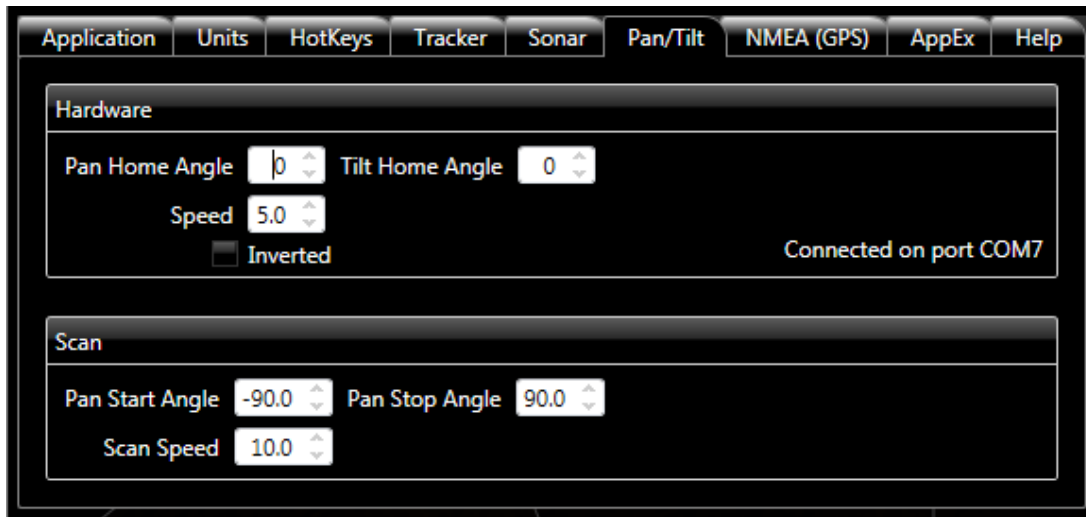 Application Units HotKeys Tracker Sonar Pan/Tilt NMEA (GPS) AppEx Help
Hardware
Pan Home Angle 0 Tilt Home Angle 0
Speed 5.0
Inverted
Connected on port COM7
Scan
Pan Start Angle -90.0 Pan Stop Angle 90.0
Scan Speed 10.0